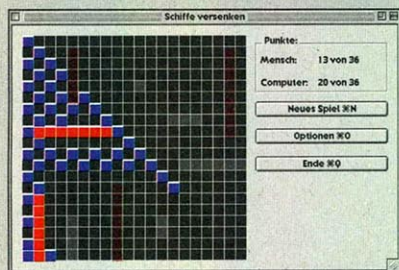 Schiffe versenken
Punkte:
Mensch: 13 von 36
Computer: 20 von 36
Neues Spiel ⌘N
Optionen ⌘O
Ende ⌘Q